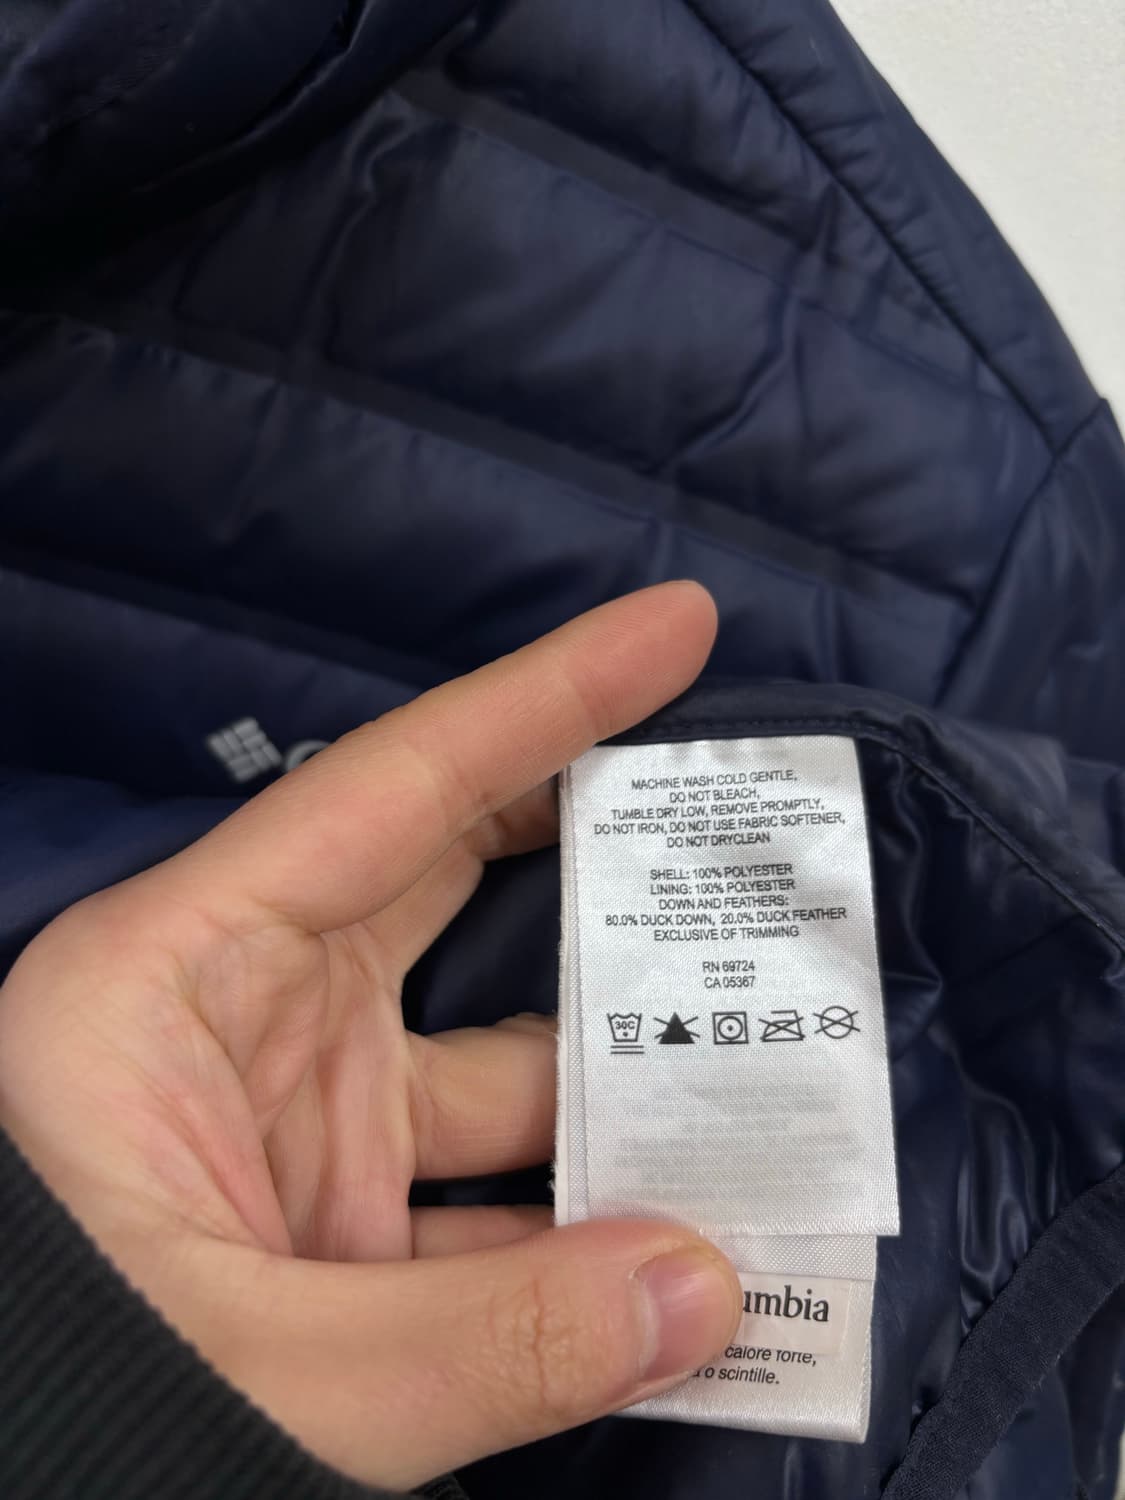 MACHINE WASH COLD GENTLE,
DO NOT BLEACH,
TUMBLE DRY LOW, REMOVE PROMPTLY,
DO NOT IRON, DO NOT USE FABRIC SOFTENER,
DO NOT DRYCLEAN
SHELL: 100% POLYESTER
LINING: 100% POLYESTER
DOWN AND FEATHERS:
80.0% DUCK DOWN, 20.0% DUCK FEATHER
EXCLUSIVE OF TRIMMING
RN 69724
CA 05367
30C
umbia
calore forte,
o scintille.